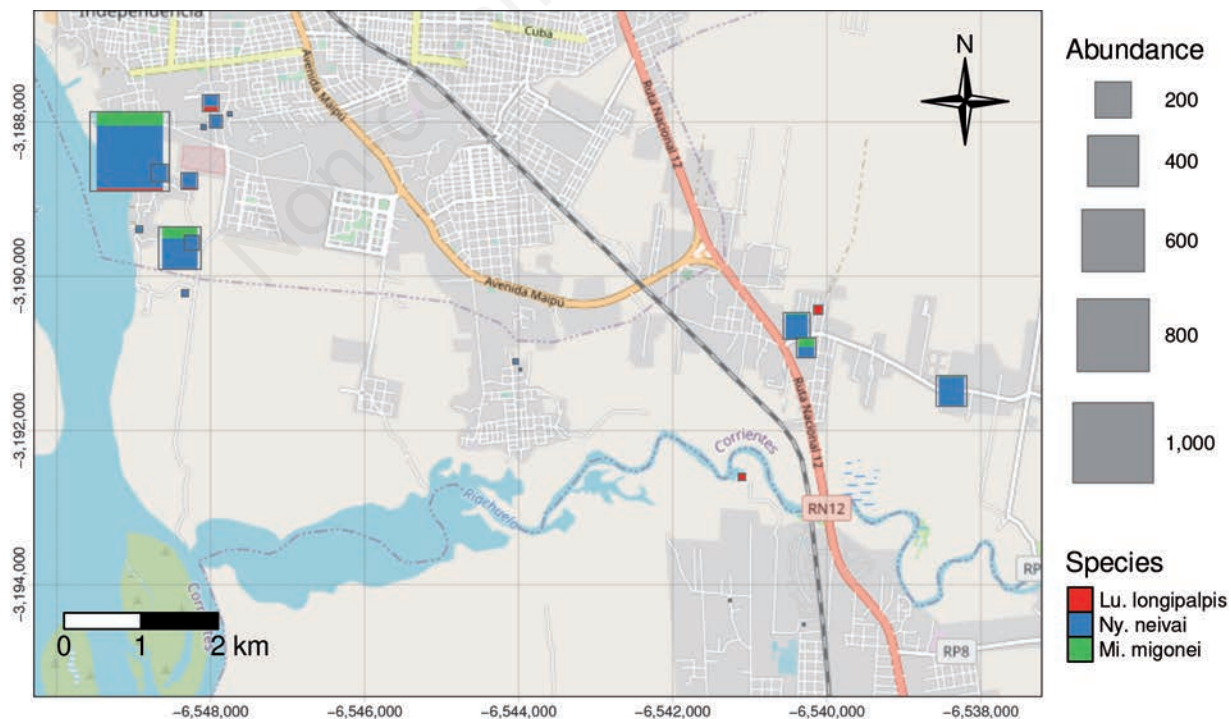 Independencia
Cuba
Avenida Maipú
Ruta Nacional 12
N
Avenida Maipú
Ruta Nacional 12
Corrientes
Riachuelo
RN12
RP
Corrientes
RP8
0 1 2 km
−3,188,000
−3,190,000
−3,192,000
−3,194,000
−6,548,000 −6,546,000 −6,544,000 −6,542,000 −6,540,000 −6,538,000
Abundance
200
400
600
800
1,000
Species
Lu. longipalpis
Ny. neivai
Mi. migonei